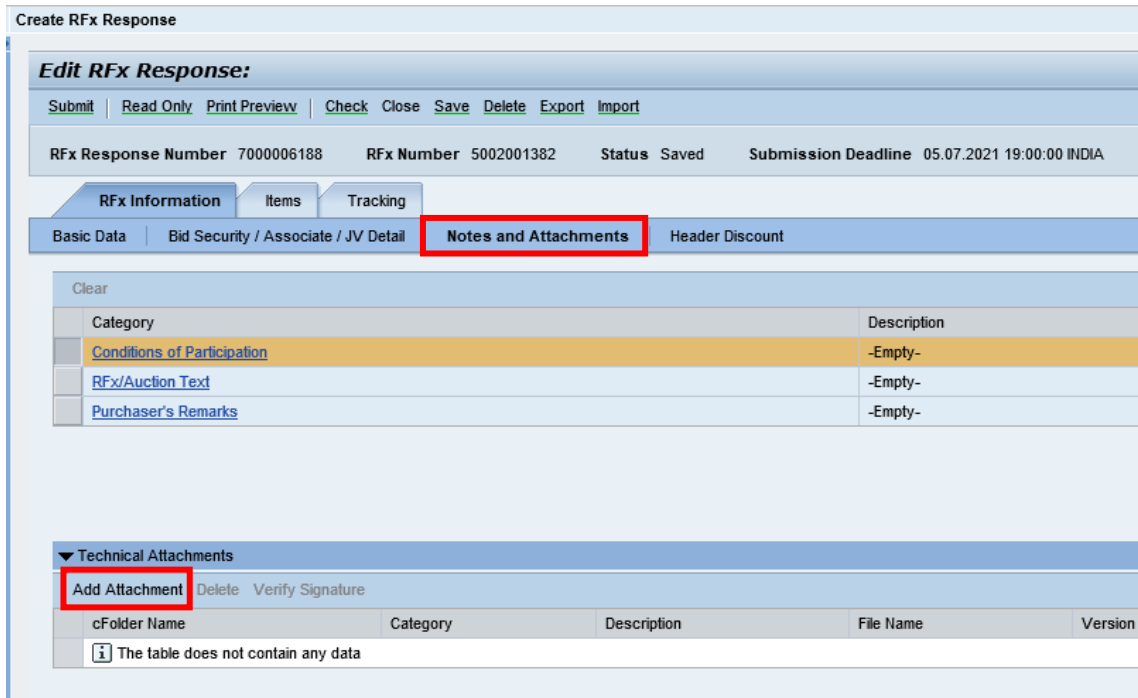 Create RFx Response
Edit RFx Response:
Submit Read Only Print Preview Check Close Save Delete Export Import
RFx Response Number 7000006188 RFx Number 5002001382 Status Saved Submission Deadline 05.07.2021 19:00:00 INDIA
RFx Information Items Tracking
Basic Data Bid Security / Associate / JV Detail Notes and Attachments Header Discount
Clear
Category Description
Conditions of Participation -Empty-
RFx/Auction Text -Empty-
Purchaser's Remarks -Empty-
Technical Attachments
Add Attachment Delete Verify Signature
cFolder Name Category Description File Name Version
The table does not contain any data